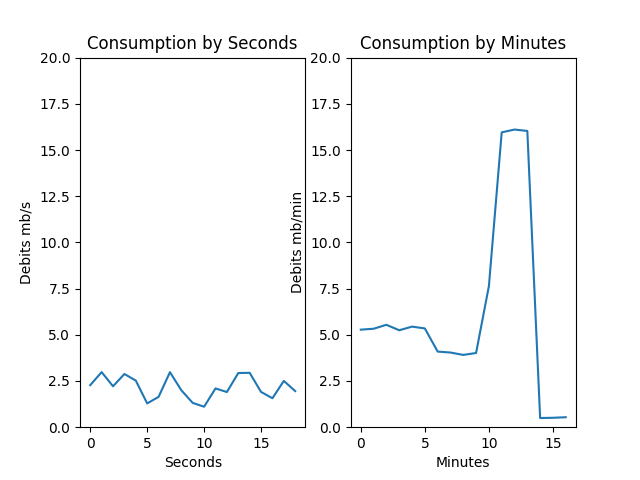 Consumption by Seconds
20.0
17.5
15.0
12.5
10.0
7.5
5.0
2.5
0.0
Debits mb/s
0 5 10 15
Seconds
Consumption by Minutes
20.0
17.5
15.0
12.5
10.0
7.5
5.0
2.5
0.0
Debits mb/min
0 5 10 15
Minutes